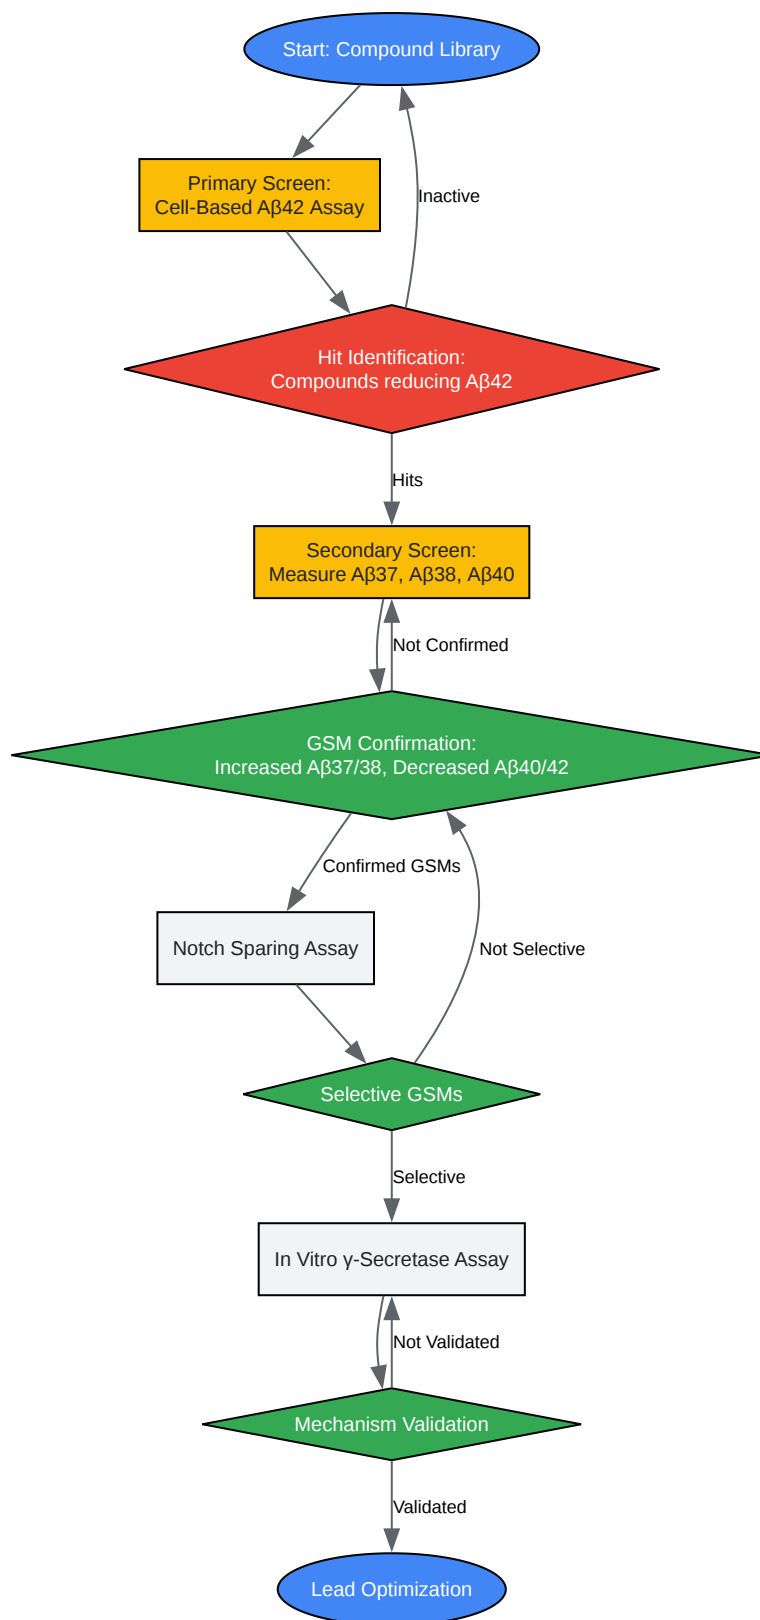 Start: Compound Library
Primary Screen:
Cell-Based Aβ42 Assay
Inactive
Hit Identification:
Compounds reducing Aβ42
Hits
Secondary Screen:
Measure Aβ37, Aβ38, Aβ40
Not Confirmed
GSM Confirmation:
Increased Aβ37/38, Decreased Aβ40/42
Confirmed GSMs
Notch Sparing Assay
Not Selective
Selective GSMs
Selective
In Vitro γ-Secretase Assay
Not Validated
Mechanism Validation
Validated
Lead Optimization